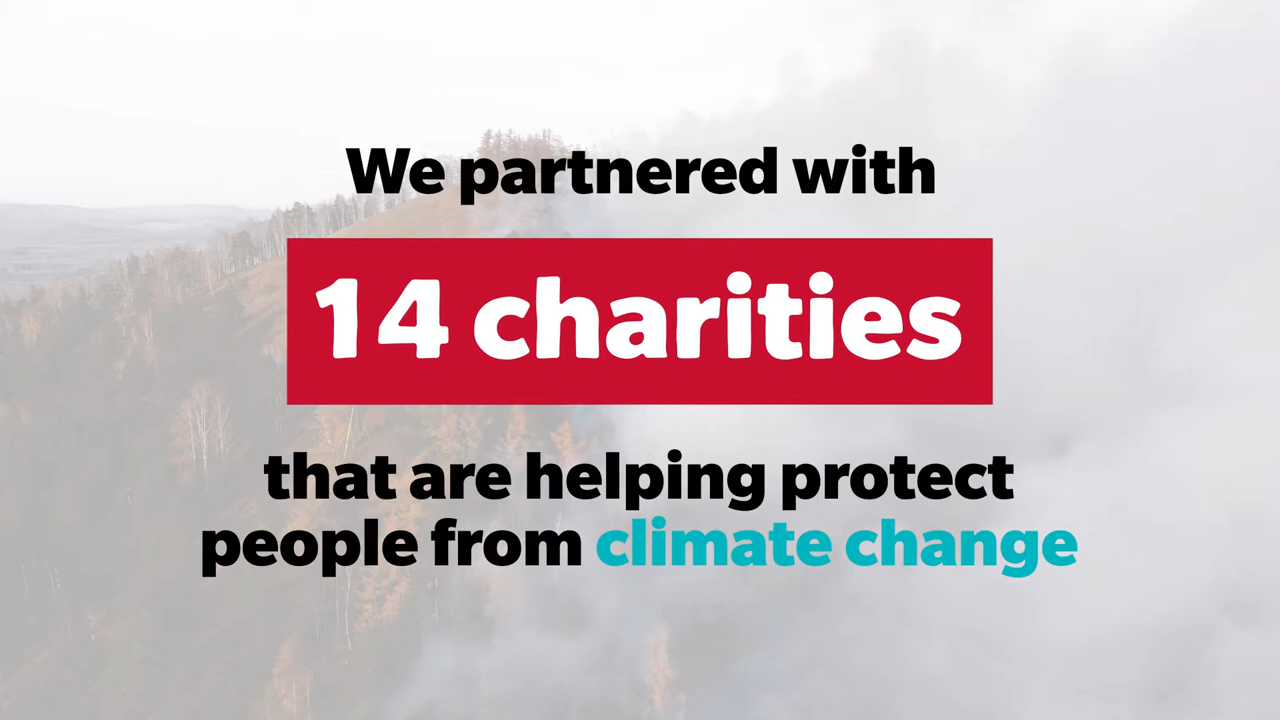 We partnered with
14 charities
that are helping protect
people from climate change